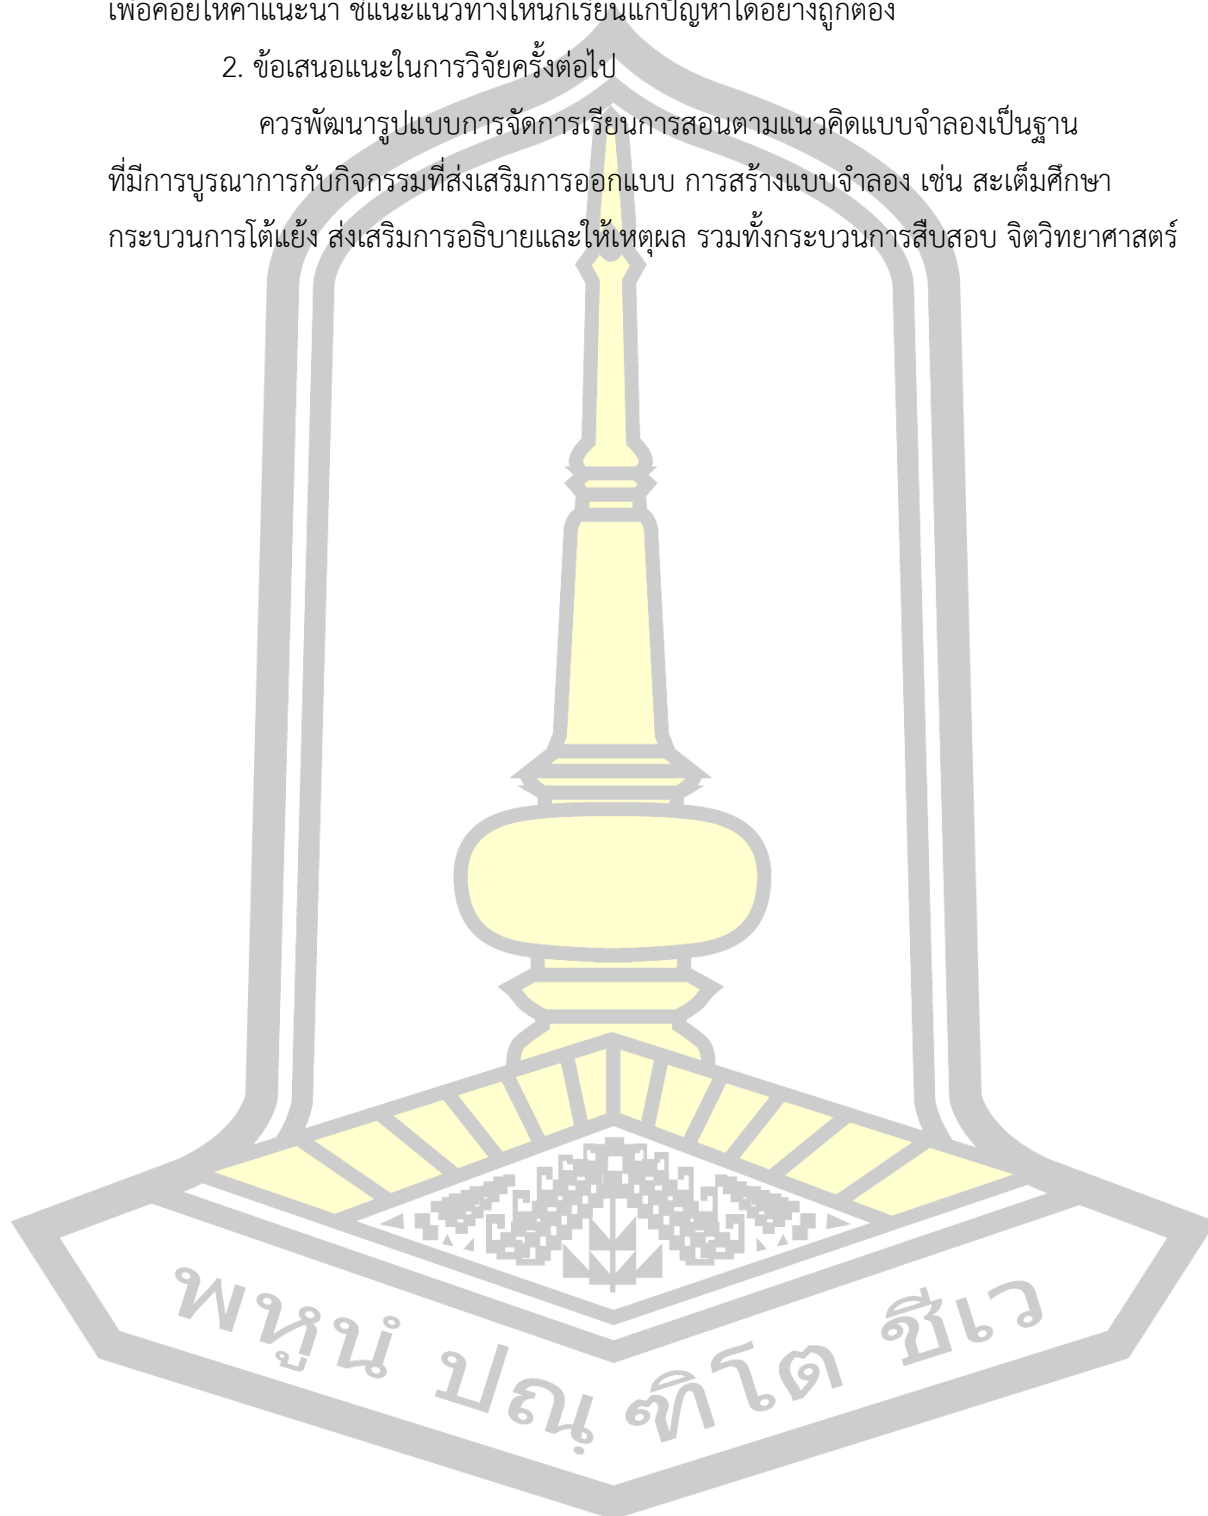 เพื่อคอยให้คำแนะนำ ชี้แนะแนวทางให้นักเรียนแก้ปัญหาได้อย่างถูกต้อง
2. ข้อเสนอแนะในการวิจัยครั้งต่อไป
ควรพัฒนารูปแบบการจัดการเรียนการสอนตามแนวคิดแบบจำลองเป็นฐาน
ที่มีการบูรณาการกับกิจกรรมที่ส่งเสริมการออกแบบ การสร้างแบบจำลอง เช่น สะเต็มศึกษา
กระบวนการโต้แย้ง ส่งเสริมการอธิบายและให้เหตุผล รวมทั้งกระบวนการสืบสอบ จิตวิทยาศาสตร์
พหูนํ ปณฺฑิโต ชีเว